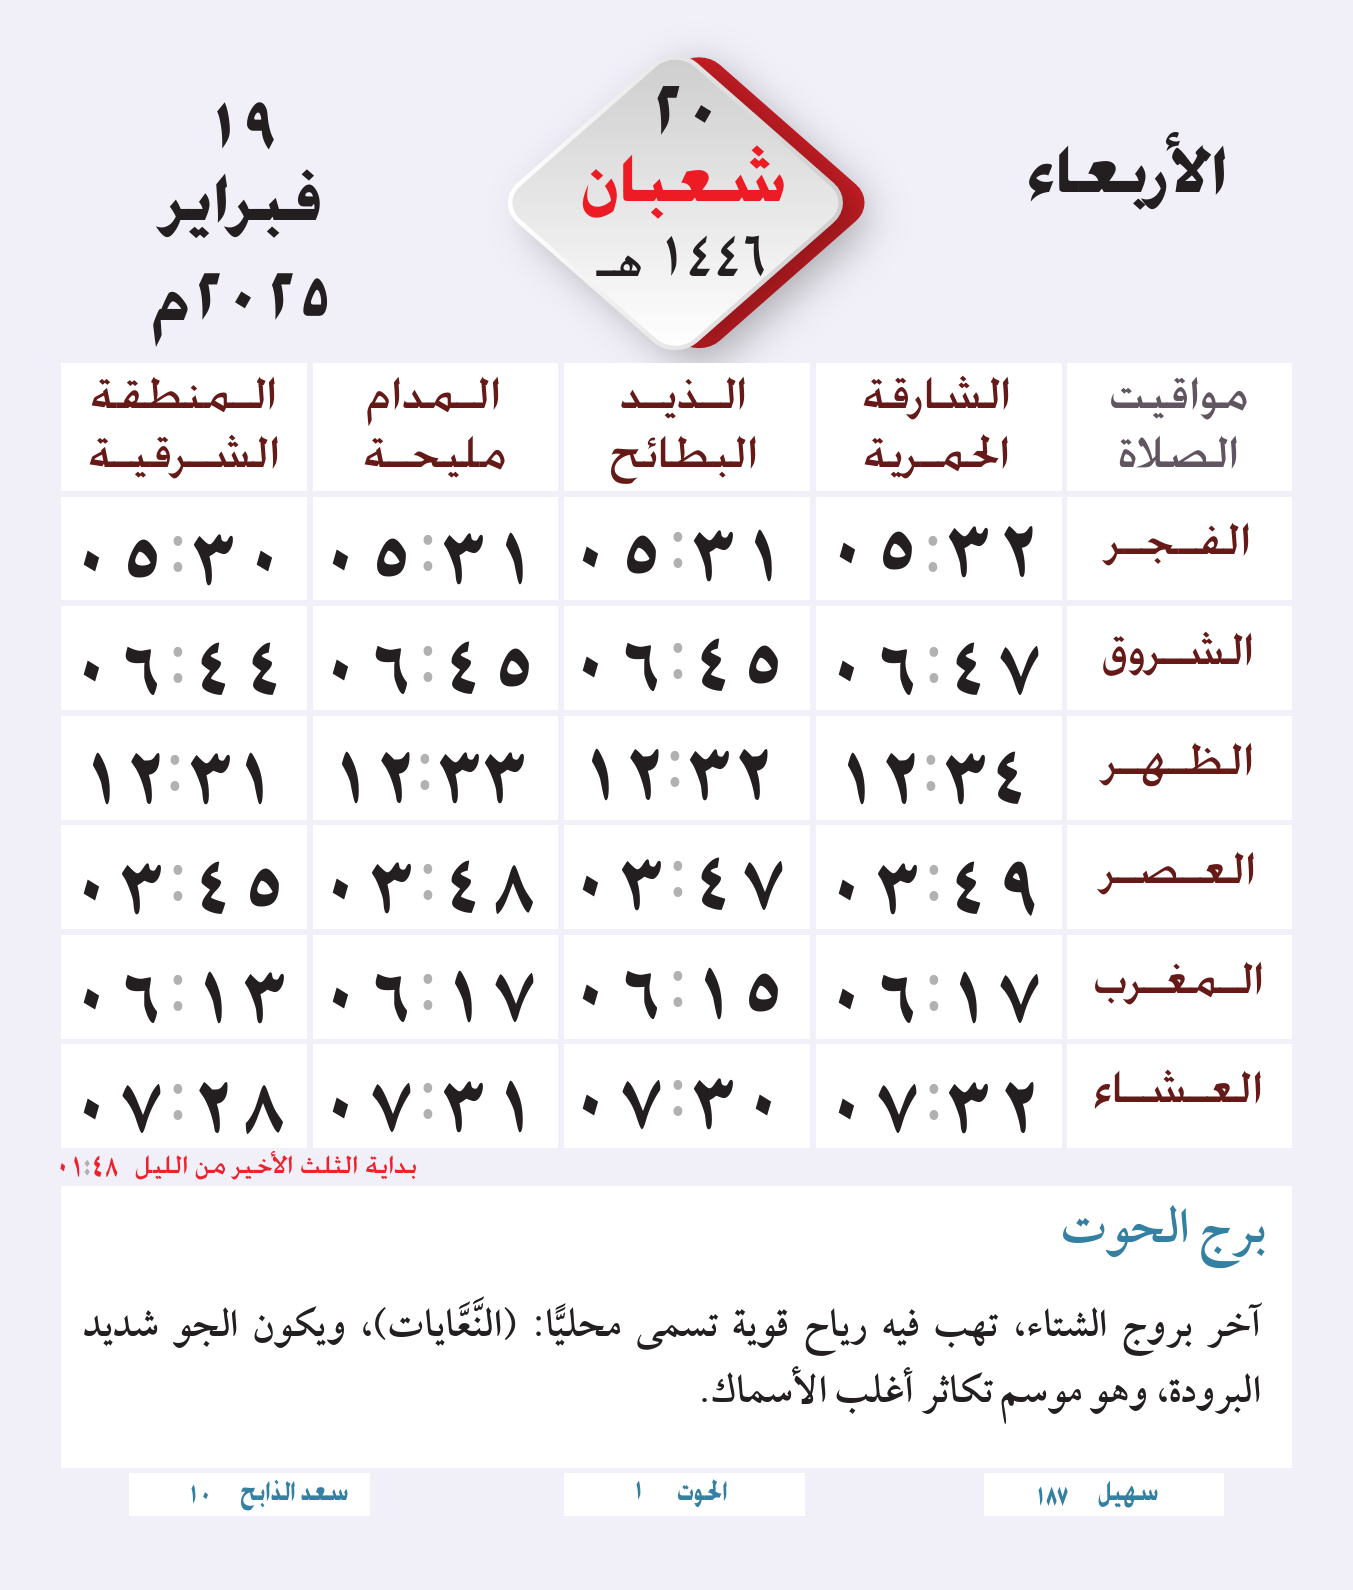 الأربعاء
٢٠
شعبان
١٤٤٦ هـ
١٩
فبراير
٢٠٢٥م
مواقيت الصلاة	الشارقة الحمرية	الذيد البطائح	المدام مليحة	المنطقة الشرقية
الفجر	٠٥:٣٢	٠٥:٣١	٠٥:٣١	٠٥:٣٠
الشروق	٠٦:٤٧	٠٦:٤٥	٠٦:٤٥	٠٦:٤٤
الظهر	١٢:٣٤	١٢:٣٢	١٢:٣٣	١٢:٣١
العصر	٠٣:٤٩	٠٣:٤٧	٠٣:٤٨	٠٣:٤٥
المغرب	٠٦:١٧	٠٦:١٥	٠٦:١٧	٠٦:١٣
العشاء	٠٧:٣٢	٠٧:٣٠	٠٧:٣١	٠٧:٢٨
بداية الثلث الأخير من الليل ٠١:٤٨
برج الحوت
آخر بروج الشتاء، تهب فيه رياح قوية تسمى محليًّا: (النَّعَّايات)، ويكون الجو شديد
البرودة، وهو موسم تكاثر أغلب الأسماك.
سهيل ١٨٧	الحوت ١	سعد الذابح ١٠